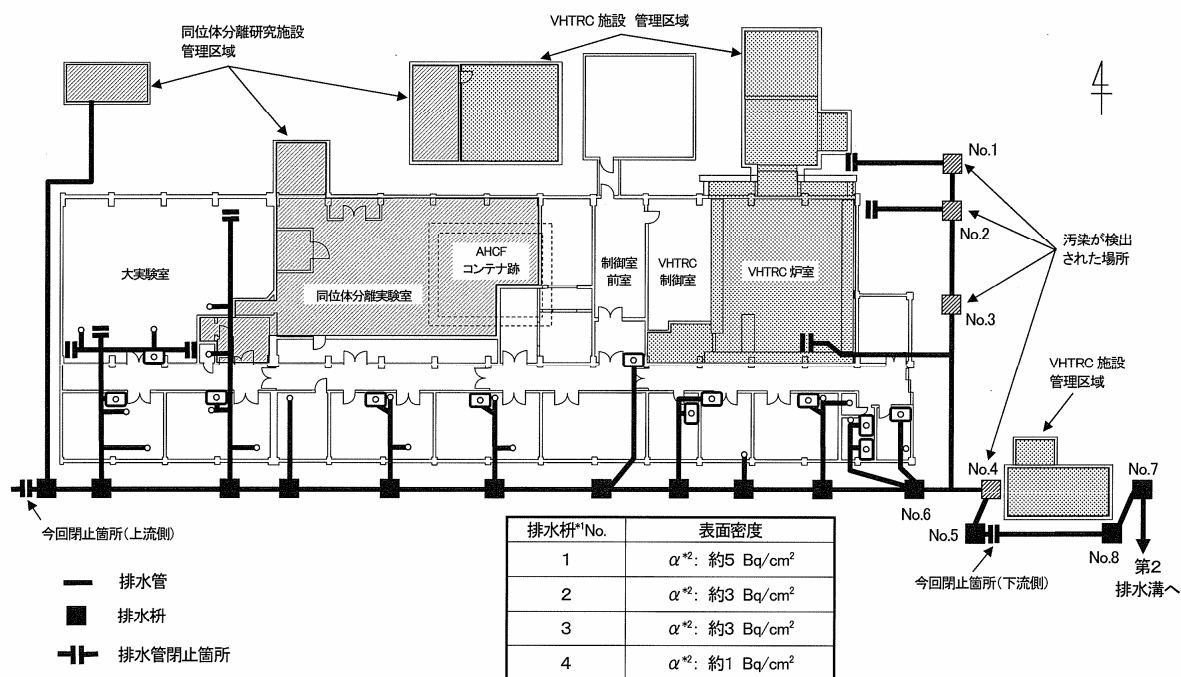 同位体分離研究施設
管理区域
VHTRC 施設 管理区域
4
No.1
No.2
汚染が検出
された場所
No.3
大実験室
同位体分離実験室
AHCF
コンテナ跡
制御室
前室
VHTRC
制御室
VHTRC 炉室
VHTRC 施設
管理区域
No.4
No.7
No.6
No.5
No.8
今回閉止箇所(上流側)
今回閉止箇所(下流側)
第2
排水溝へ
排水管
排水枡
排水管閉止箇所
排水枡*1No. 表面密度
1 α*2: 約5 Bq/cm2
2 α*2: 約3 Bq/cm2
3 α*2: 約3 Bq/cm2
4 α*2: 約1 Bq/cm2